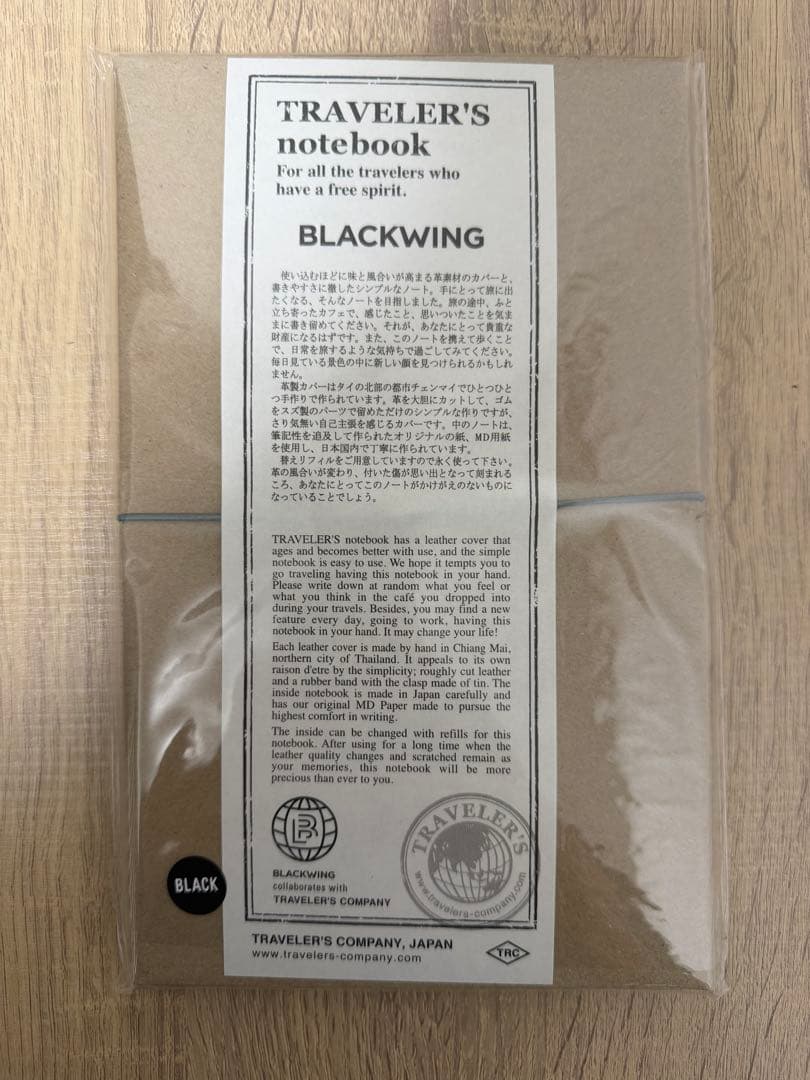 TRAVELER'S
notebook
For all the travelers who
have a free spirit.
BLACKWING
使い込むほどに味と風合いが高まる革素材のカバーと、
書きやすさに徹したシンプルなノート。手にとって旅に出
たくなる、そんなノートを目指しました。旅の途中、ふと
立ち寄ったカフェで、感じたこと、思いついたことを気ま
まに書き留めてください。それが、あなたにとって貴重な
財産になるはずです。また、このノートを携えて歩くこと
で、日常を旅するような気持ちで過ごしてみてください。
毎日見ている景色の中に新しい顔を見つけられるかもしれ
ません。
革製カバーはタイの北部の都市チェンマイでひとつひと
つ手作りで作られています。革を大胆にカットして、ゴム
をスズ製のパーツで留めただけのシンプルな作りですが、
さり気無い自己主張を感じるカバーです。中のノートは、
筆記性を追及して作られたオリジナルの紙、MD用紙
を使用し、日本国内で丁寧に作られています。
替えリフィルをご用意していますので永く使って下さい。
革の風合いが変わり、付いた傷が思い出となって刻まれる
ころ、あなたにとってこのノートがかけがえのないものに
なっていることでしょう。
TRAVELER'S notebook has a leather cover that
ages and becomes better with use, and the simple
notebook is easy to use. We hope it tempts you to
go traveling having this notebook in your hand.
Please write down at random what you feel or
what you think in the café you dropped into
during your travels. Besides, you may find a new
feature every day, going to work, having this
notebook in your hand. It may change your life!
Each leather cover is made by hand in Chiang Mai,
northern city of Thailand. It appeals to its own
raison d'etre by the simplicity; roughly cut leather
and a rubber band with the clasp made of tin. The
inside notebook is made in Japan carefully and
has our original MD Paper made to pursue the
highest comfort in writing.
The inside can be changed with refills for this
notebook. After using for a long time when the
leather quality changes and scratched remain as
your memories, this notebook will be more
precious than ever to you.
BLACKWING
collaborates with
TRAVELER'S COMPANY
TRAVELER'S
www.travelers-company.com
BLACK
TRAVELER'S COMPANY, JAPAN
www.travelers-company.com
TRC